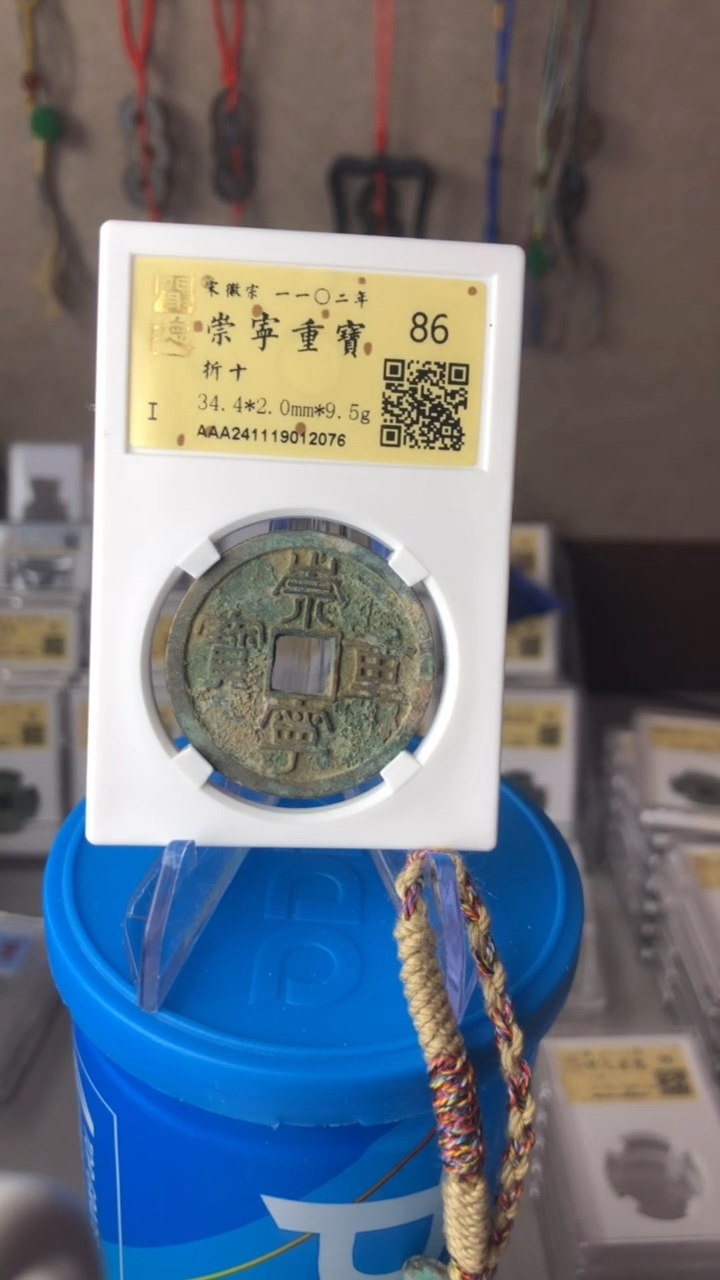 宋徽宗 一一〇二年
崇寧重寶
86
折十
34.4*2.0mm*9.5g
I
AAA241119012076
崇寧重寶